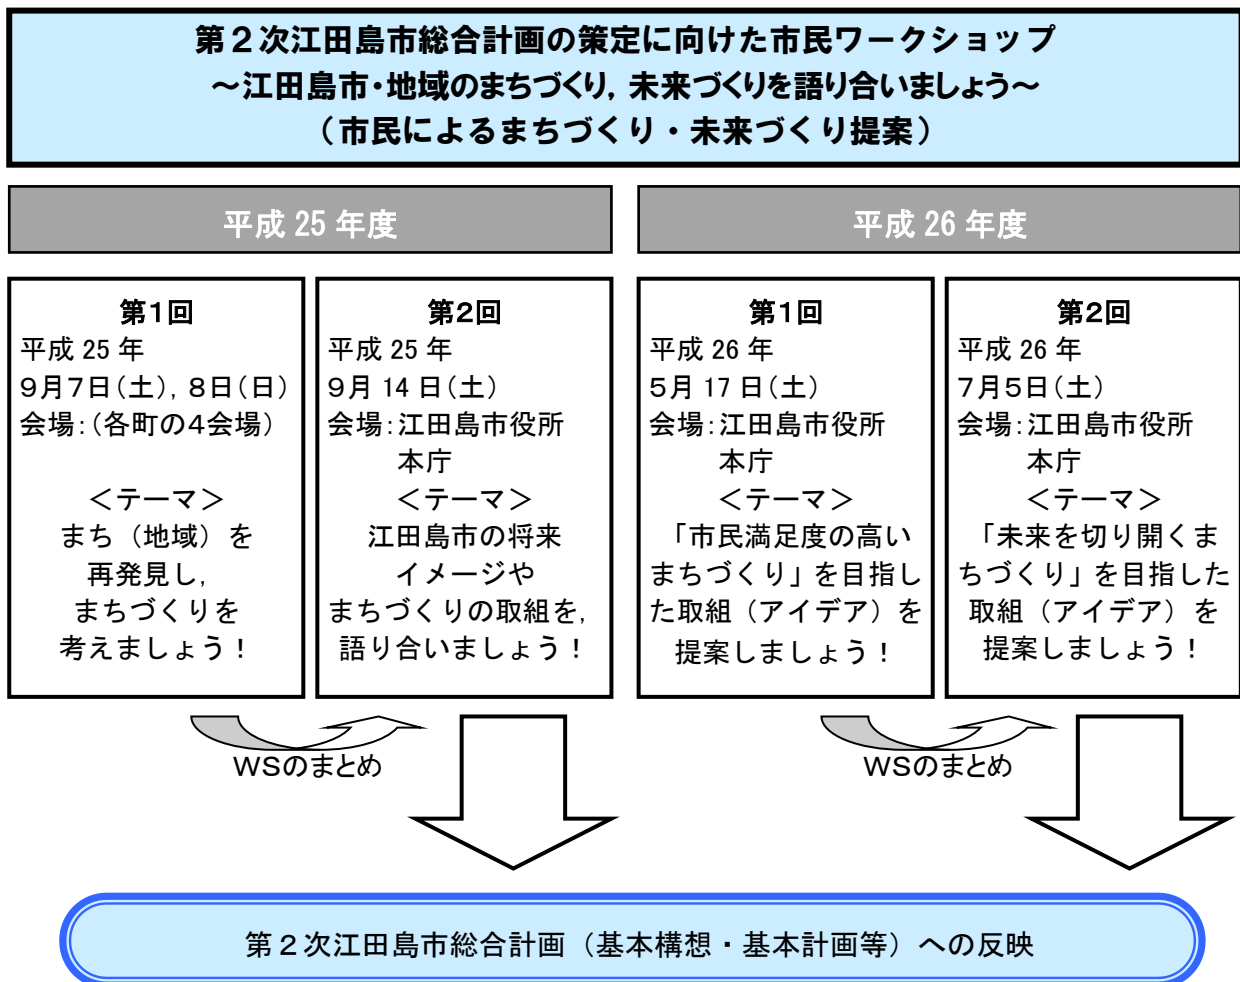 第２次江田島市総合計画の策定に向けた市民ワークショップ
～江田島市・地域のまちづくり，未来づくりを語り合いましょう～
（市民によるまちづくり・未来づくり提案）
平成 25 年度
第１回
平成 25 年
９月７日（土），８日（日）
会場：（各町の４会場）
＜テーマ＞
まち（地域）を
再発見し，
まちづくりを
考えましょう！
第２回
平成 25 年
９月 14 日（土）
会場：江田島市役所
本庁
＜テーマ＞
江田島市の将来
イメージや
まちづくりの取組を，
語り合いましょう！
WSのまとめ
平成 26 年度
第１回
平成 26 年
５月 17 日（土）
会場：江田島市役所
本庁
＜テーマ＞
「市民満足度の高い
まちづくり」を目指し
た取組（アイデア）を
提案しましょう！
第２回
平成 26 年
７月５日（土）
会場：江田島市役所
本庁
＜テーマ＞
「未来を切り開くま
ちづくり」を目指した
取組（アイデア）を
提案しましょう！
WSのまとめ
第２次江田島市総合計画（基本構想・基本計画等）への反映